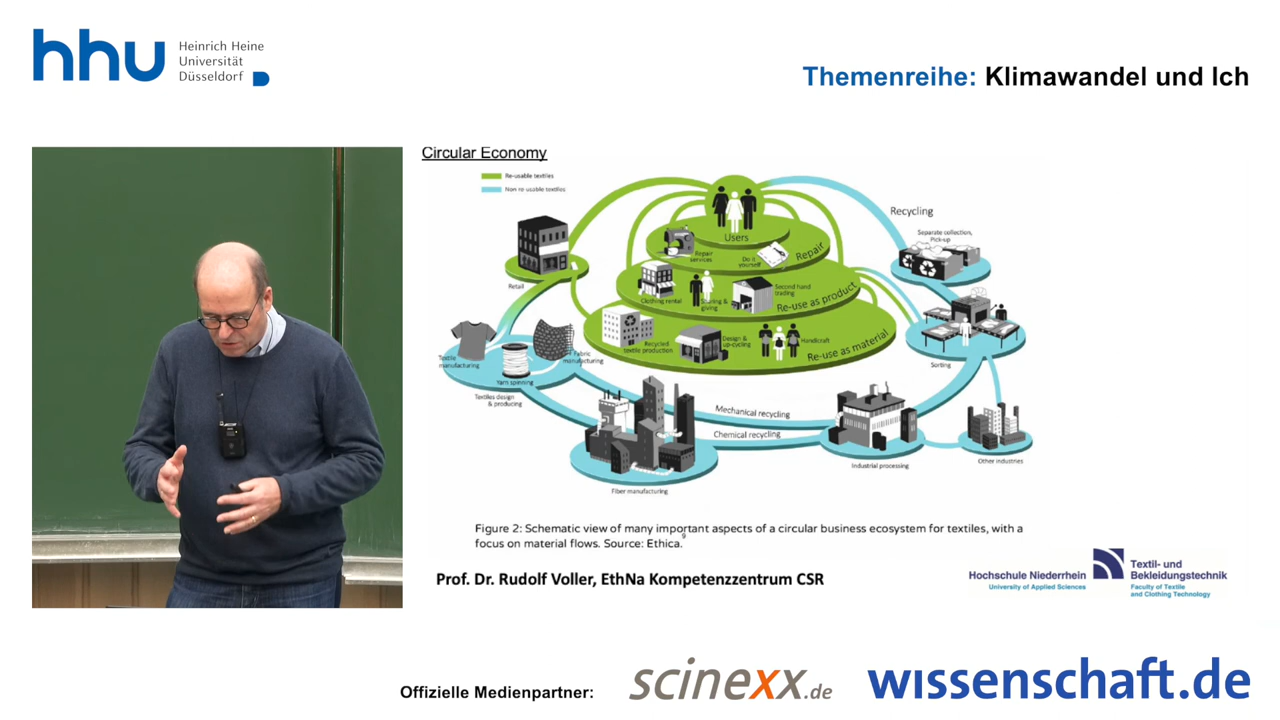 hhu
Heinrich Heine
Universität
Düsseldorf
Themenreihe: Klimawandel und Ich
Circular Economy
Re-usable textiles
Non re-usable textiles
Users
Repair services
Do it yourself
Repair
Clothing rental
Sharing & giving
Second hand trading
Re-use as product
Recycled textile production
Design & up-cycling
Handicraft
Re-use as material
Retail
Textile manufacturing
Yarn spinning
Fabric manufacturing
Textiles design & producing
Recycling
Separate collection, Pick-up
Sorting
Mechanical recycling
Chemical recycling
Fiber manufacturing
Industrial processing
Other industries
Figure 2: Schematic view of many important aspects of a circular business ecosystem for textiles, with a
focus on material flows. Source: Ethica.9
Prof. Dr. Rudolf Voller, EthNa Kompetenzzentrum CSR
Hochschule Niederrhein
University of Applied Sciences
Textil- und
Bekleidungstechnik
Faculty of Textile
and Clothing Technology
Offizielle Medienpartner:
scinexx.de
wissenschaft.de